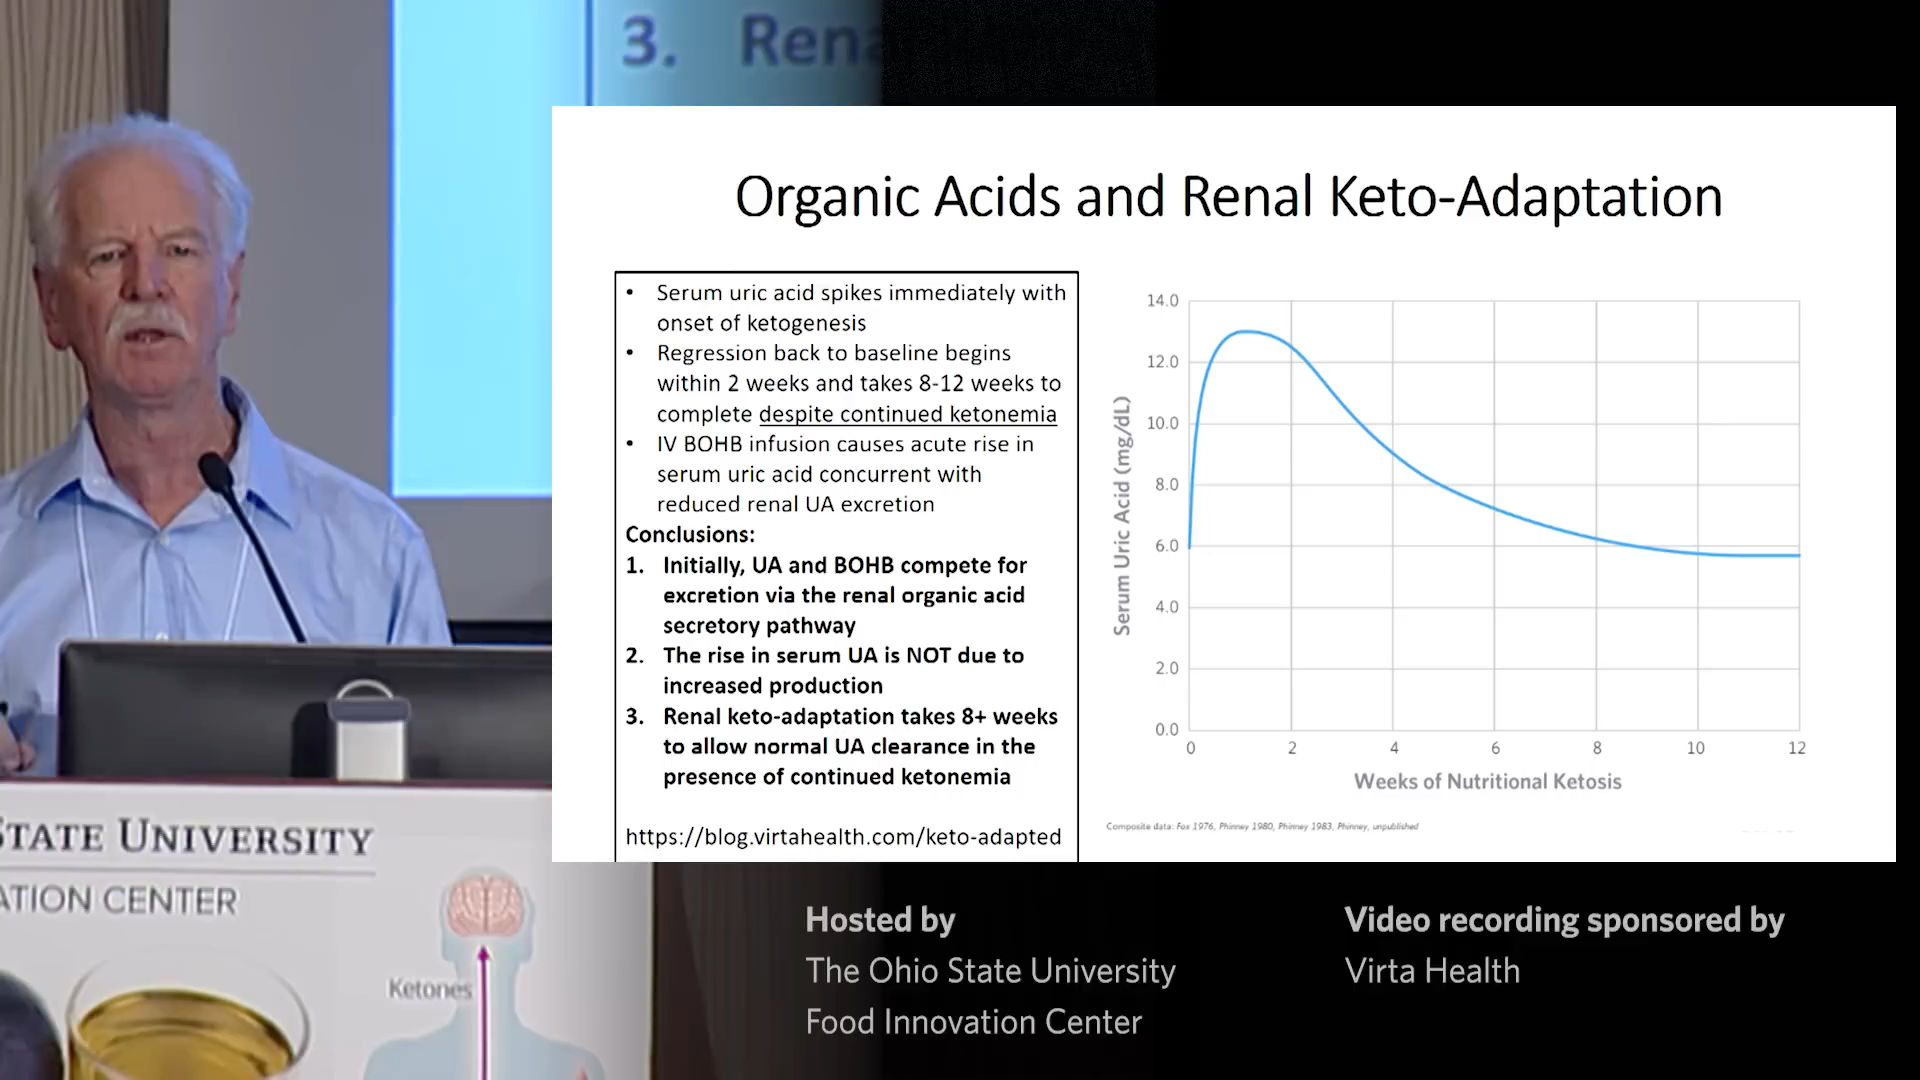 3. Rena
Organic Acids and Renal Keto-Adaptation
• Serum uric acid spikes immediately with
onset of ketogenesis
• Regression back to baseline begins
within 2 weeks and takes 8-12 weeks to
complete despite continued ketonemia
• IV BOHB infusion causes acute rise in
serum uric acid concurrent with
reduced renal UA excretion
Conclusions:
1. Initially, UA and BOHB compete for
excretion via the renal organic acid
secretory pathway
2. The rise in serum UA is NOT due to
increased production
3. Renal keto-adaptation takes 8+ weeks
to allow normal UA clearance in the
presence of continued ketonemia
https://blog.virtahealth.com/keto-adapted
Serum Uric Acid (mg/dL)
14.0
12.0
10.0
8.0
6.0
4.0
2.0
0.0
0 2 4 6 8 10 12
Weeks of Nutritional Ketosis
Composite data: Fox 1976, Phinney 1980, Phinney 1983, Phinney, unpublished
STATE UNIVERSITY
ATION CENTER
Ketones
Hosted by
The Ohio State University
Food Innovation Center
Video recording sponsored by
Virta Health